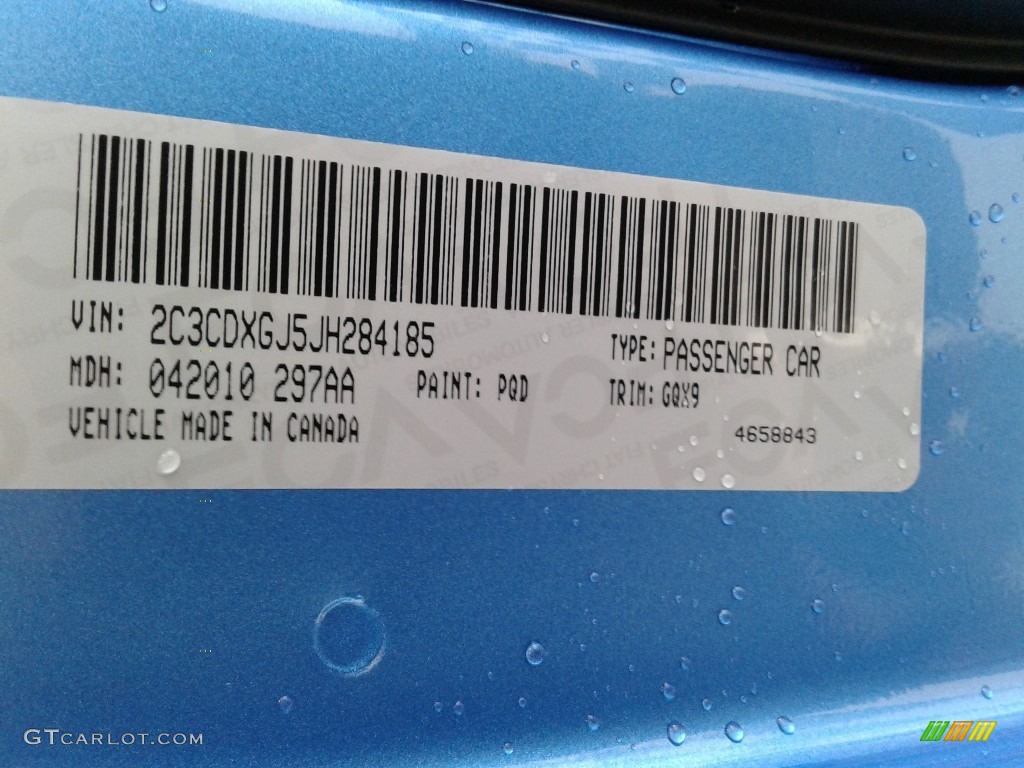 VIN: 2C3CDXGJ5JH284185 TYPE: PASSENGER CAR
MDH: 042010 297AA PAINT: PQD TRIM: GQX9
VEHICLE MADE IN CANADA 4658843
GTCARLOT.COM